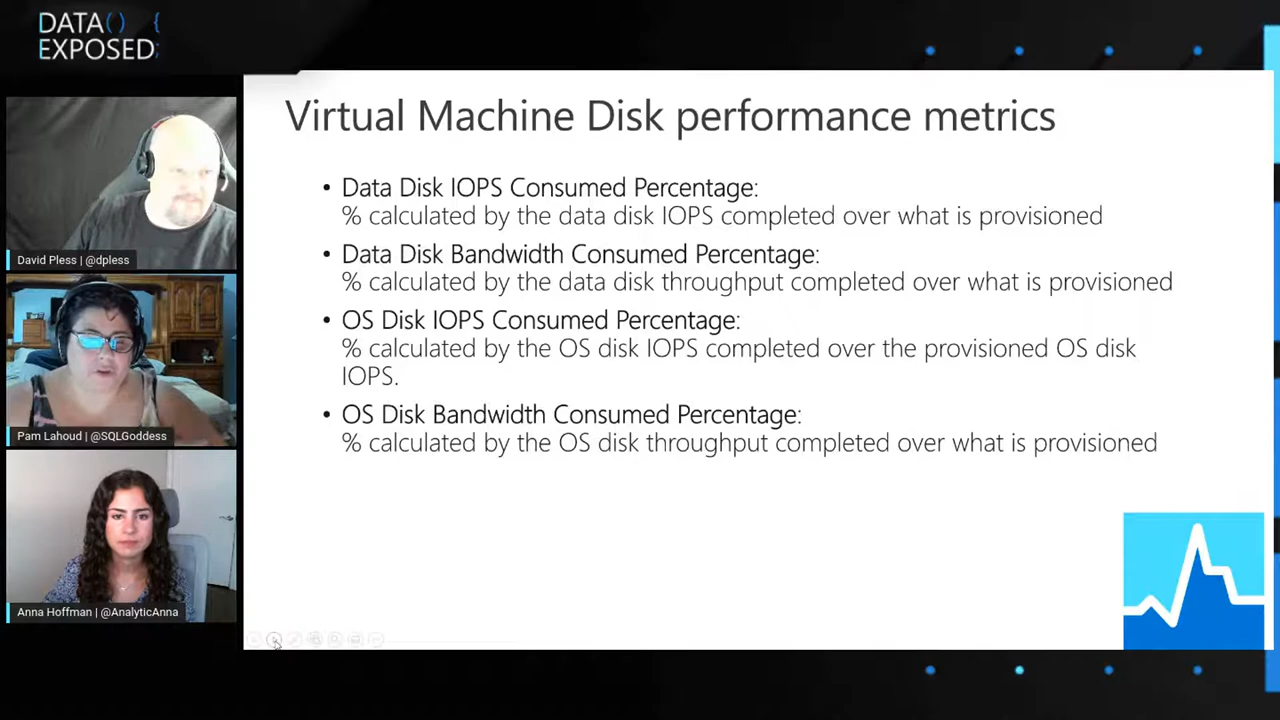 DATA() {
EXPOSED;
Virtual Machine Disk performance metrics
• Data Disk IOPS Consumed Percentage:
% calculated by the data disk IOPS completed over what is provisioned
• Data Disk Bandwidth Consumed Percentage:
% calculated by the data disk throughput completed over what is provisioned
• OS Disk IOPS Consumed Percentage:
% calculated by the OS disk IOPS completed over the provisioned OS disk
IOPS.
• OS Disk Bandwidth Consumed Percentage:
% calculated by the OS disk throughput completed over what is provisioned
David Pless | @dpless
Pam Lahoud | @SQLGoddess
Anna Hoffman | @AnalyticAnna